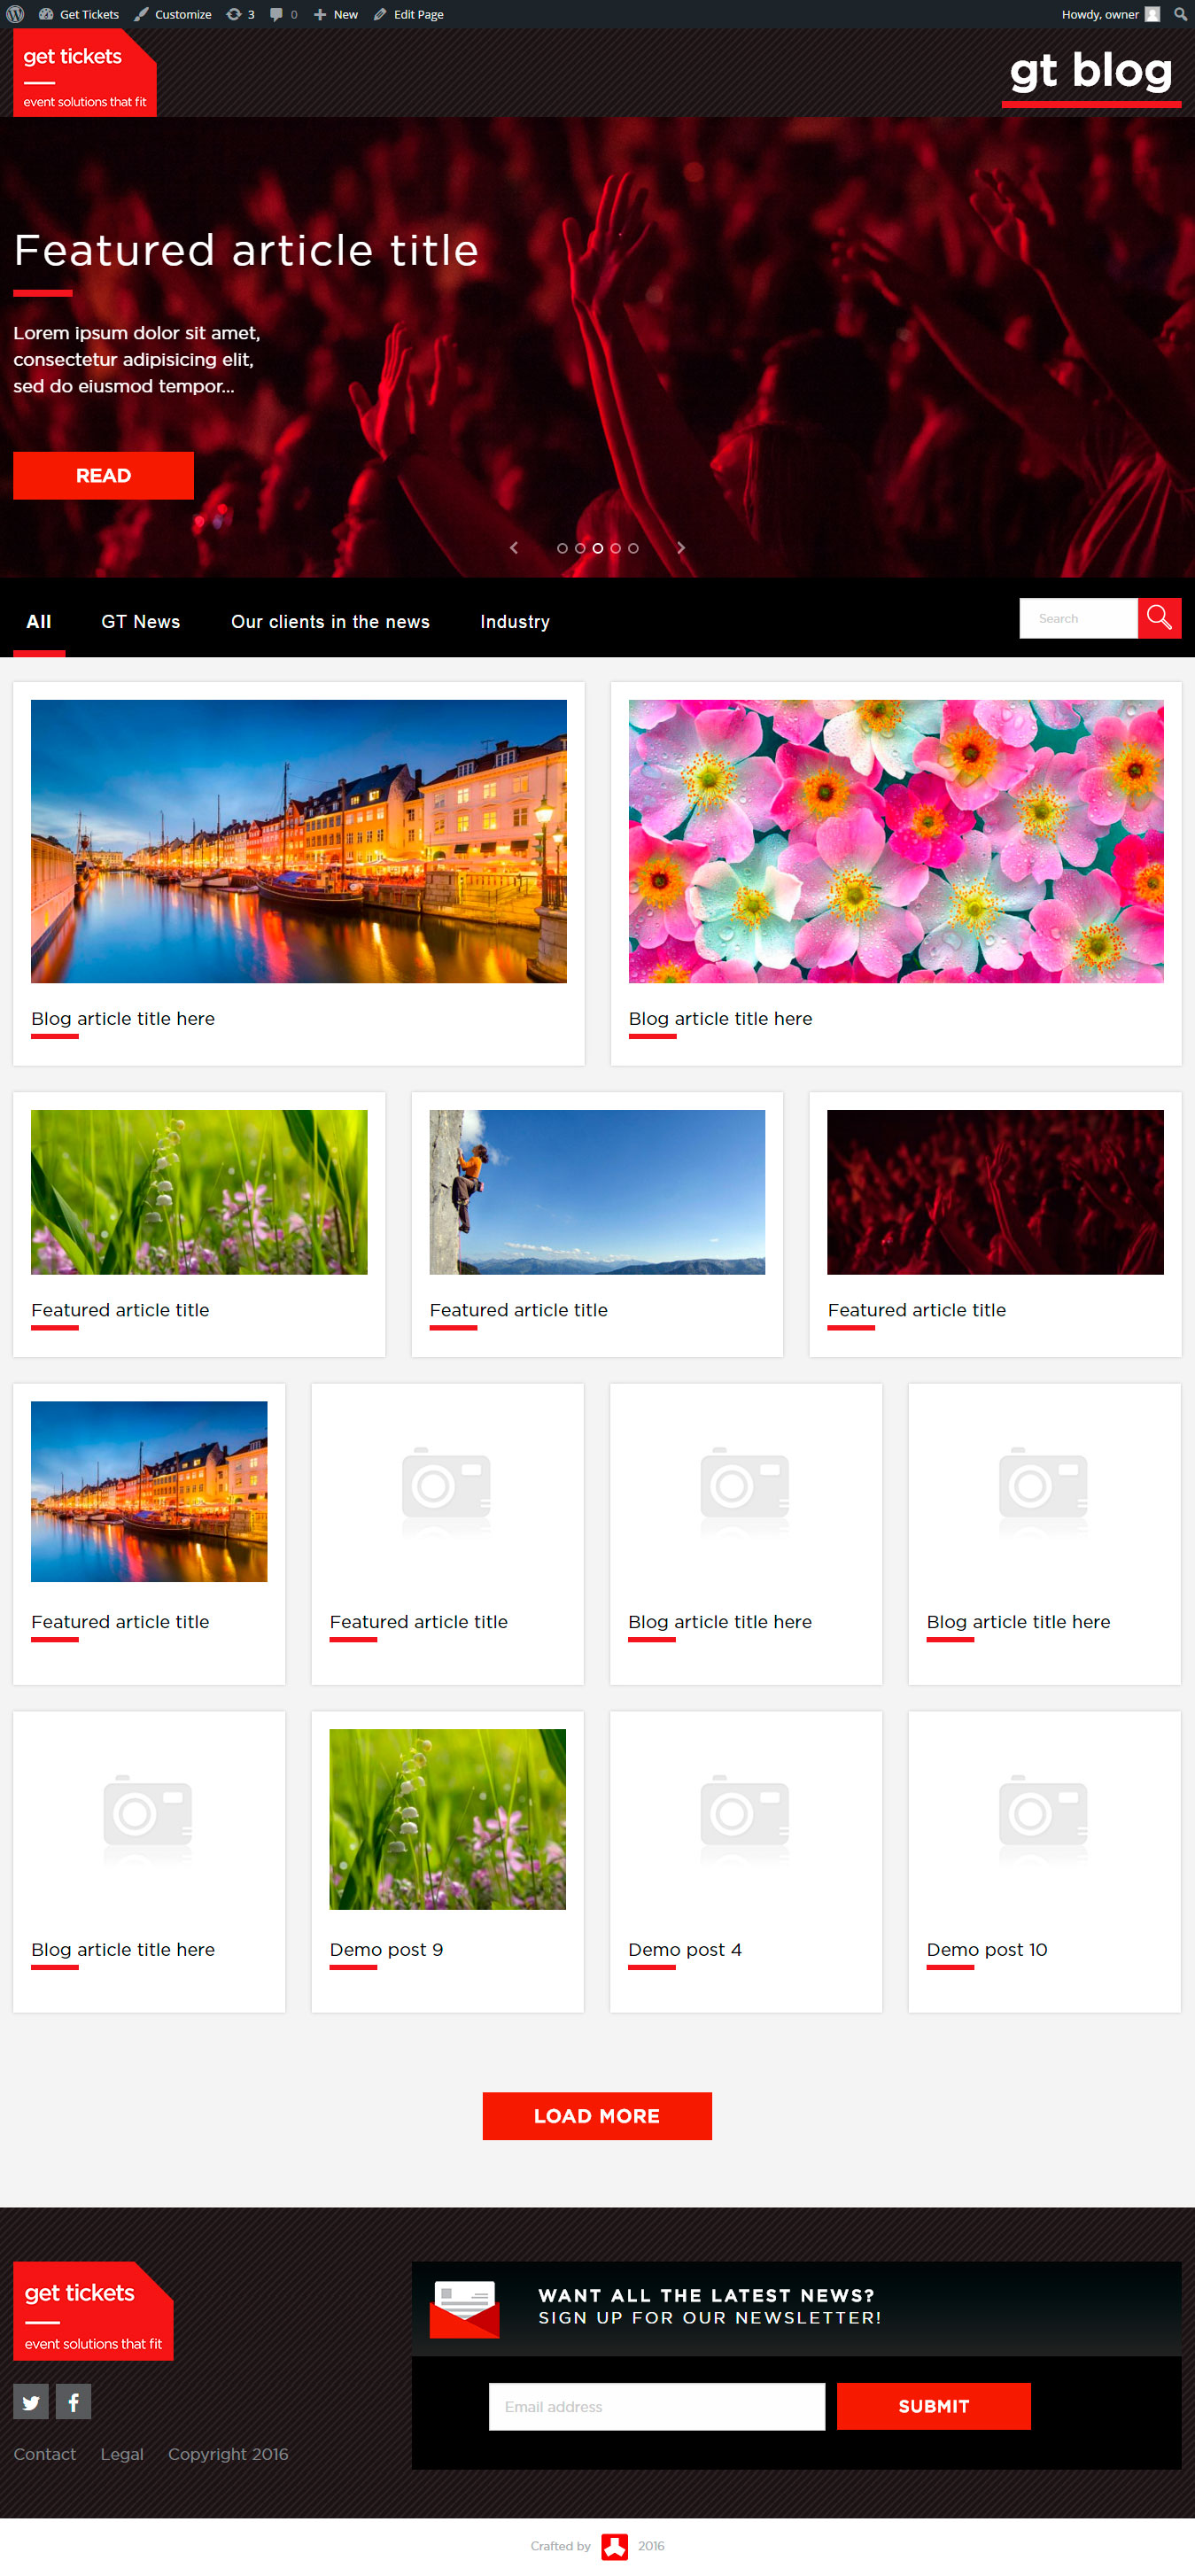 Get Tickets Customize 3 0 New Edit Page Howdy, owner
get tickets
event solutions that fit
gt blog
Featured article title
Lorem ipsum dolor sit amet,
consectetur adipisicing elit,
sed do eiusmod tempor...
READ
All GT News Our clients in the news Industry Search
Blog article title here Blog article title here
Featured article title Featured article title Featured article title
Featured article title Featured article title Blog article title here Blog article title here
Blog article title here Demo post 9 Demo post 4 Demo post 10
LOAD MORE
get tickets
event solutions that fit
Contact Legal Copyright 2016
WANT ALL THE LATEST NEWS?
SIGN UP FOR OUR NEWSLETTER!
Email address SUBMIT
Crafted by 2016